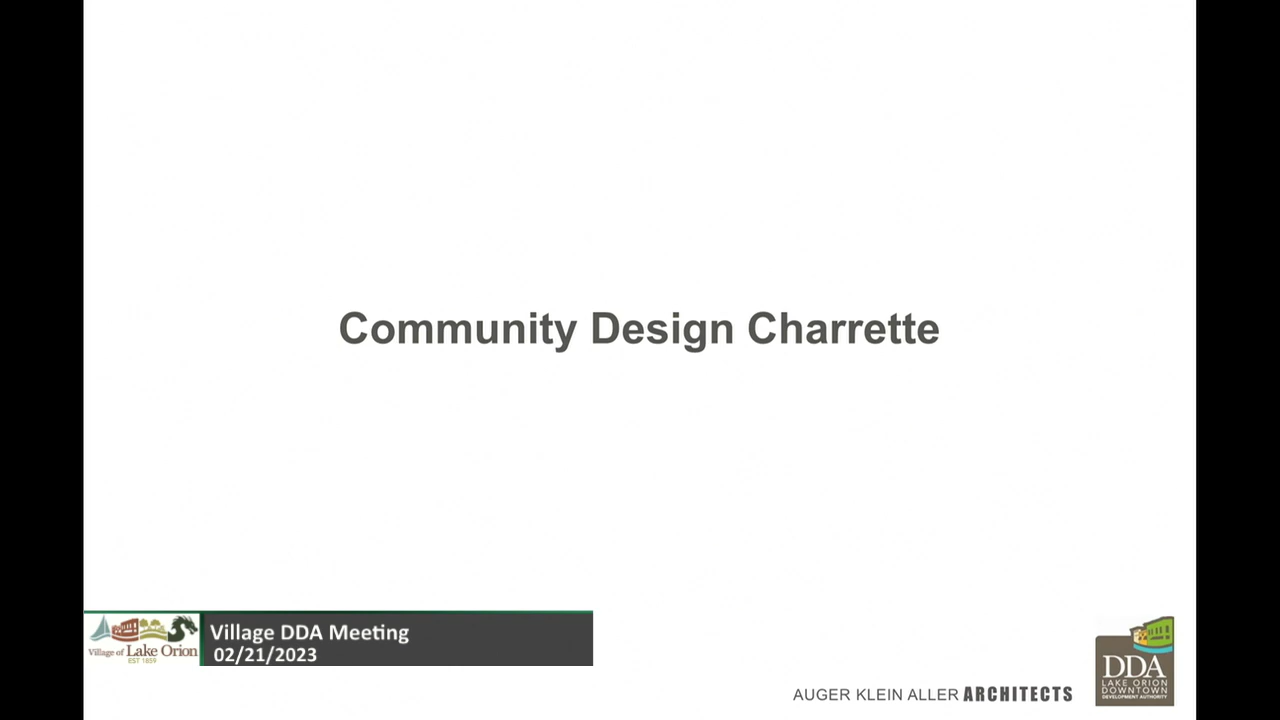 Community Design Charrette
Village of Lake Orion
EST 1859
Village DDA Meeting
02/21/2023
AUGER KLEIN ALLER ARCHITECTS
DDA
LAKE ORION
DOWNTOWN
DEVELOPMENT AUTHORITY